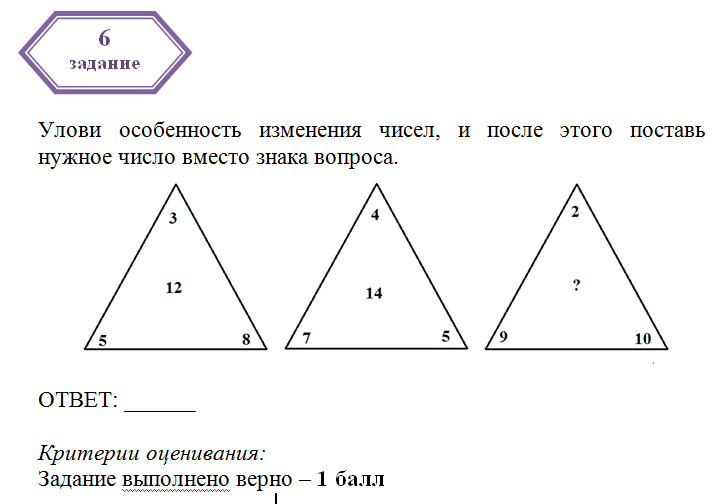 6
задание
Улови особенность изменения чисел, и после этого поставь
нужное число вместо знака вопроса.
3 4 2
12 14 ?
5 8 7 5 9 10
ОТВЕТ: ______
Критерии оценивания:
Задание выполнено верно – 1 балл